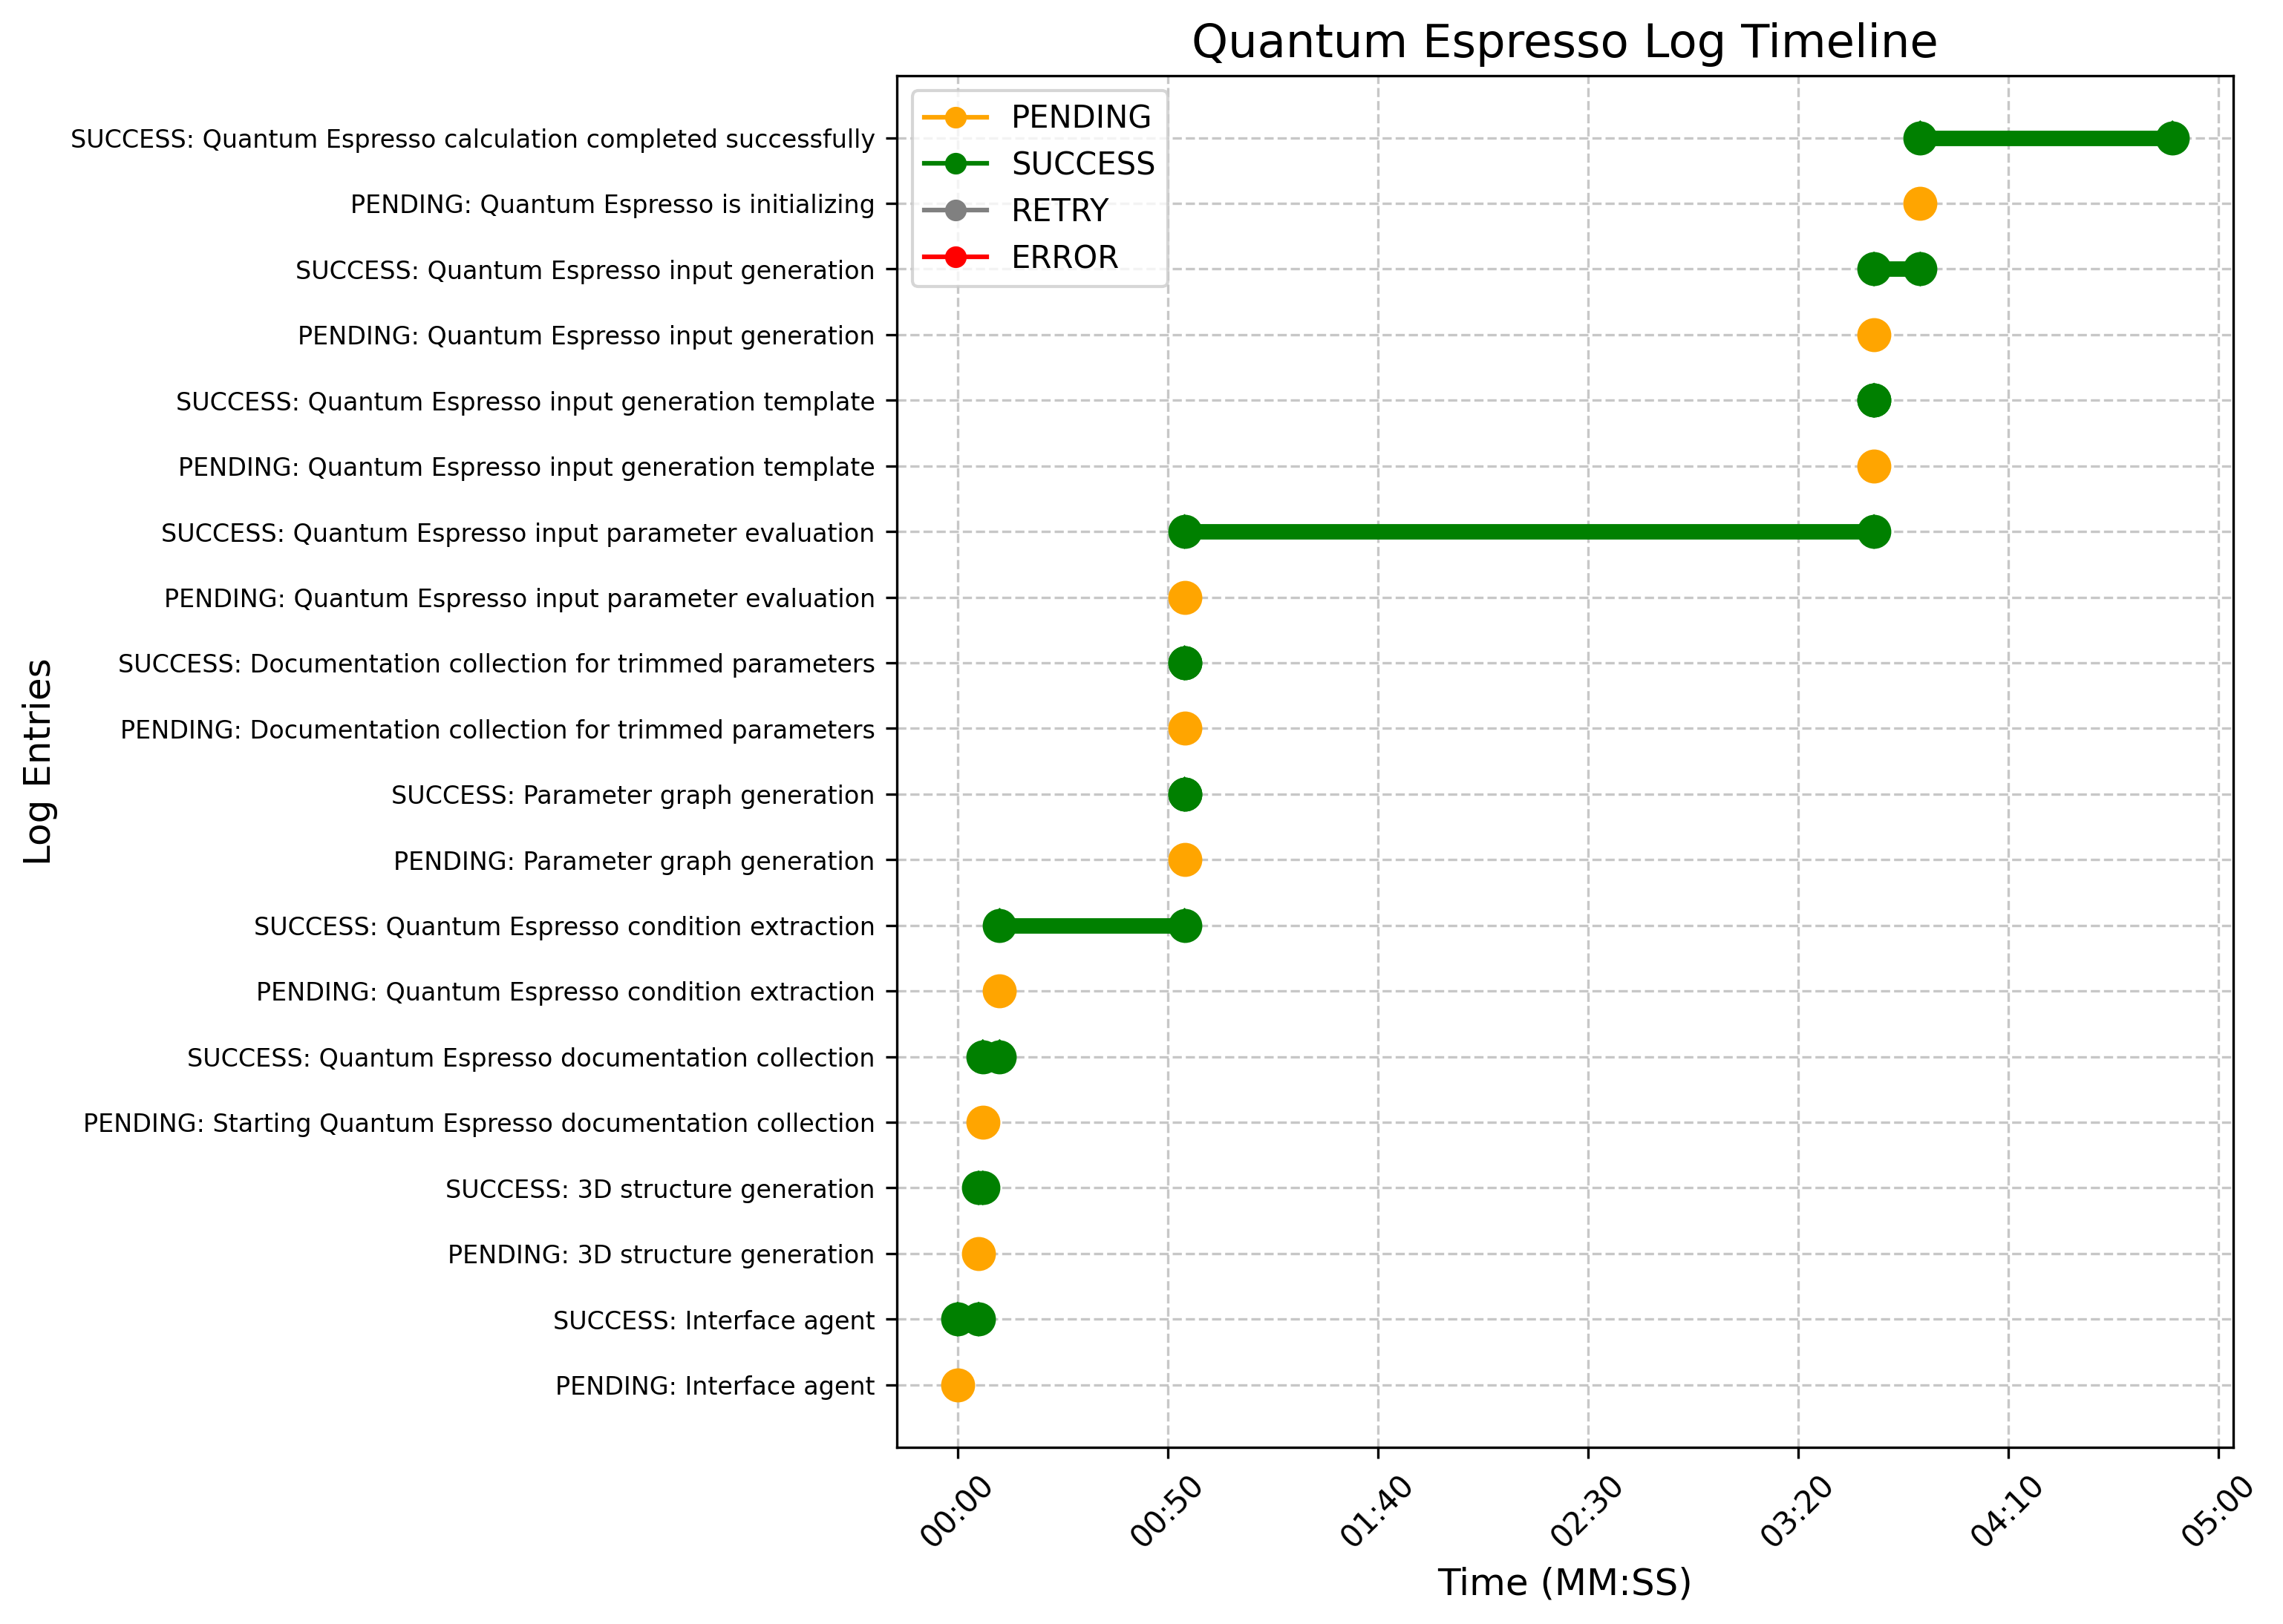 Quantum Espresso Log Timeline
PENDING
SUCCESS
RETRY
ERROR
SUCCESS: Quantum Espresso calculation completed successfully
PENDING: Quantum Espresso is initializing
SUCCESS: Quantum Espresso input generation
PENDING: Quantum Espresso input generation
SUCCESS: Quantum Espresso input generation template
PENDING: Quantum Espresso input generation template
SUCCESS: Quantum Espresso input parameter evaluation
PENDING: Quantum Espresso input parameter evaluation
SUCCESS: Documentation collection for trimmed parameters
PENDING: Documentation collection for trimmed parameters
SUCCESS: Parameter graph generation
PENDING: Parameter graph generation
SUCCESS: Quantum Espresso condition extraction
PENDING: Quantum Espresso condition extraction
SUCCESS: Quantum Espresso documentation collection
PENDING: Starting Quantum Espresso documentation collection
SUCCESS: 3D structure generation
PENDING: 3D structure generation
SUCCESS: Interface agent
PENDING: Interface agent
Log Entries
00:00
00:50
01:40
02:30
03:20
04:10
05:00
Time (MM:SS)